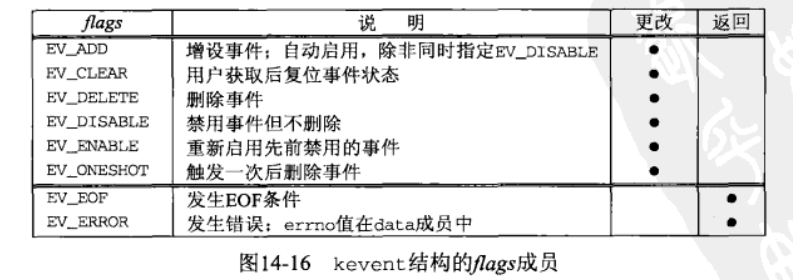 flags 说 明 更改 返回
EV_ADD 增设事件；自动启用，除非同时指定EV_DISABLE ●
EV_CLEAR 用户获取后复位事件状态 ●
EV_DELETE 删除事件 ●
EV_DISABLE 禁用事件但不删除 ●
EV_ENABLE 重新启用先前禁用的事件 ●
EV_ONESHOT 触发一次后删除事件 ●
EV_EOF 发生EOF条件 ●
EV_ERROR 发生错误：errno值在data成员中 ●
图14-16 kevent结构的flags成员